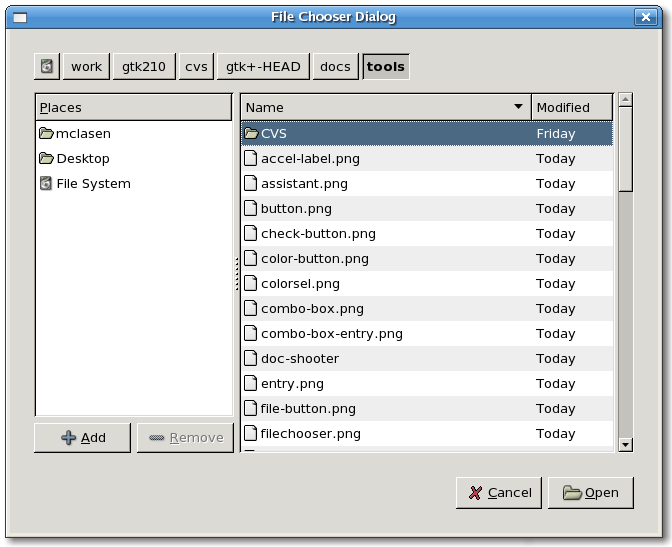 File Chooser Dialog
work gtk210 cvs gtk+-HEAD docs tools
Places
mclasen
Desktop
File System
Add Remove
Name Modified
CVS Friday
accel-label.png Today
assistant.png Today
button.png Today
check-button.png Today
color-button.png Today
colorsel.png Today
combo-box.png Today
combo-box-entry.png Today
doc-shooter Today
entry.png Today
file-button.png Today
filechooser.png Today
Cancel Open